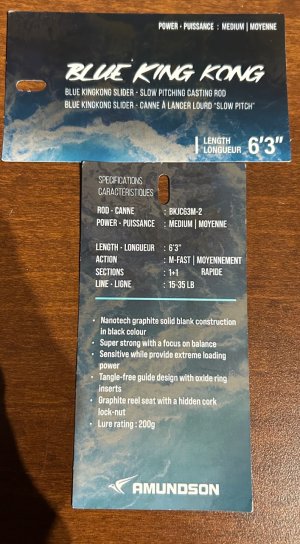 POWER - PUISSANCE : MEDIUM | MOYENNE
BLUE KING KONG
BLUE KINGKONG SLIDER - SLOW PITCHING CASTING ROD
BLUE KINGKONG SLIDER - CANNE À LANCER LOURD "SLOW PITCH"
LENGTH
LONGUEUR 6'3"
SPECIFICATIONS
CARACTÉRISTIQUES
ROD - CANNE : BKJC63M-2
POWER - PUISSANCE : MEDIUM | MOYENNE
LENGTH - LONGUEUR : 6'3"
ACTION : M-FAST | MOYENNEMENT
RAPIDE
SECTIONS : 1+1
LINE - LIGNE : 15-35 LB
• Nanotech graphite solid blank construction
in black colour
• Super strong with a focus on balance
• Sensitive while provide extreme loading
power
• Tangle-free guide design with oxide ring
inserts
• Graphite reel seat with a hidden cork
lock-nut
• Lure rating : 200g
AMUNDSON